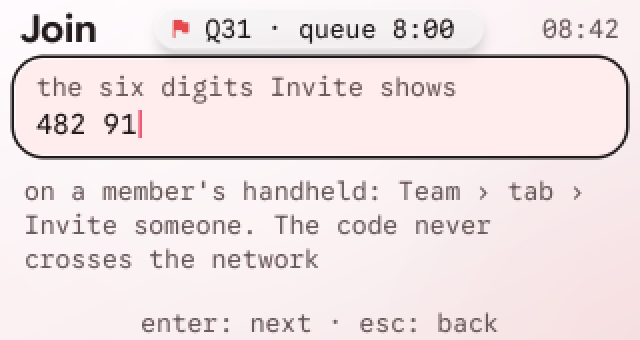 Join
Q31 · queue 8:00
08:42
the six digits Invite shows
482 91
on a member's handheld: Team › tab ›
Invite someone. The code never
crosses the network
enter: next · esc: back